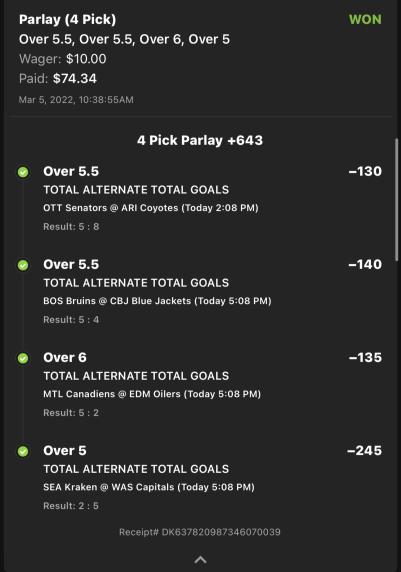 Parlay (4 Pick) WON
Over 5.5, Over 5.5, Over 6, Over 5
Wager: $10.00
Paid: $74.34
Mar 5, 2022, 10:38:55AM
4 Pick Parlay +643
Over 5.5 −130
TOTAL ALTERNATE TOTAL GOALS
OTT Senators @ ARI Coyotes (Today 2:08 PM)
Result: 5 : 8
Over 5.5 −140
TOTAL ALTERNATE TOTAL GOALS
BOS Bruins @ CBJ Blue Jackets (Today 5:08 PM)
Result: 5 : 4
Over 6 −135
TOTAL ALTERNATE TOTAL GOALS
MTL Canadiens @ EDM Oilers (Today 5:08 PM)
Result: 5 : 2
Over 5 −245
TOTAL ALTERNATE TOTAL GOALS
SEA Kraken @ WAS Capitals (Today 5:08 PM)
Result: 2 : 5
Receipt# DK637820987346070039